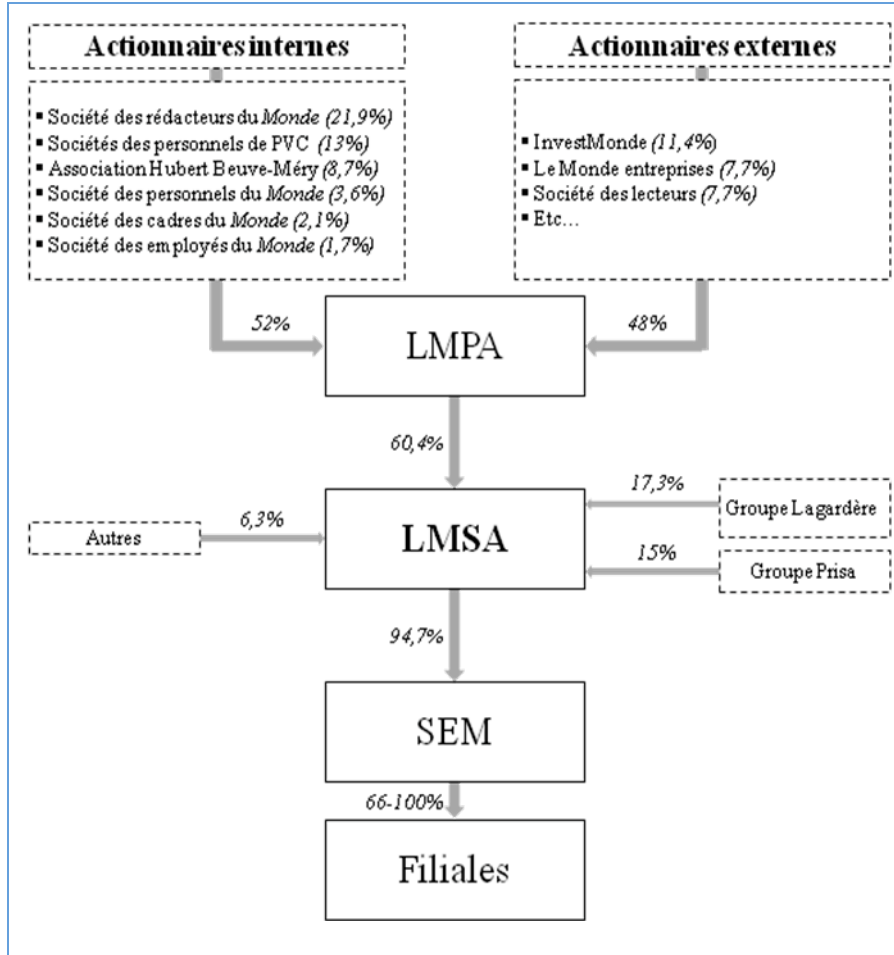 Actionnaires internes
Actionnaires externes
▪ Société des rédacteurs du Monde (21,9%)
▪ Sociétés des personnels de PVC (13%)
▪ Association Hubert Beuve-Méry (8,7%)
▪ Société des personnels du Monde (3,6%)
▪ Société des cadres du Monde (2,1%)
▪ Société des employés du Monde (1,7%)
▪ InvestMonde (11,4%)
▪ Le Monde entreprises (7,7%)
▪ Société des lecteurs (7,7%)
▪ Etc…
52%
LMPA
48%
60,4%
17,3%
Groupe Lagardère
Autres
6,3%
LMSA
15%
Groupe Prisa
94,7%
SEM
66-100%
Filiales